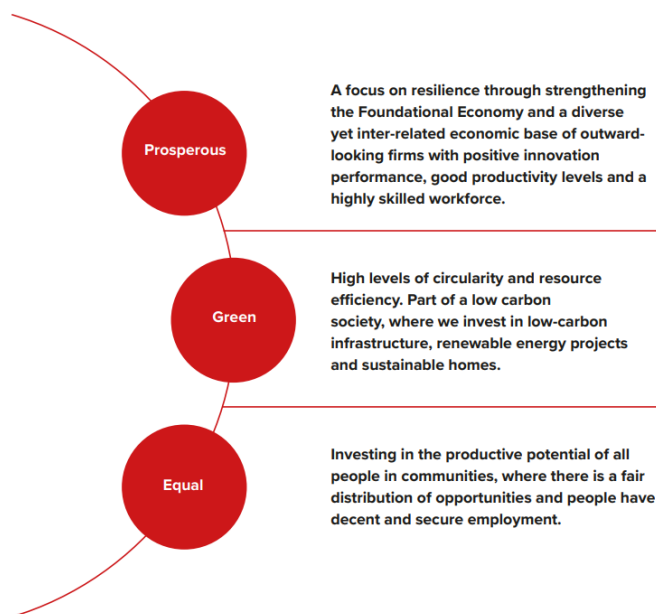 Prosperous
A focus on resilience through strengthening
the Foundational Economy and a diverse
yet inter-related economic base of outward-
looking firms with positive innovation
performance, good productivity levels and a
highly skilled workforce.
Green
High levels of circularity and resource
efficiency. Part of a low carbon
society, where we invest in low-carbon
infrastructure, renewable energy projects
and sustainable homes.
Equal
Investing in the productive potential of all
people in communities, where there is a fair
distribution of opportunities and people have
decent and secure employment.